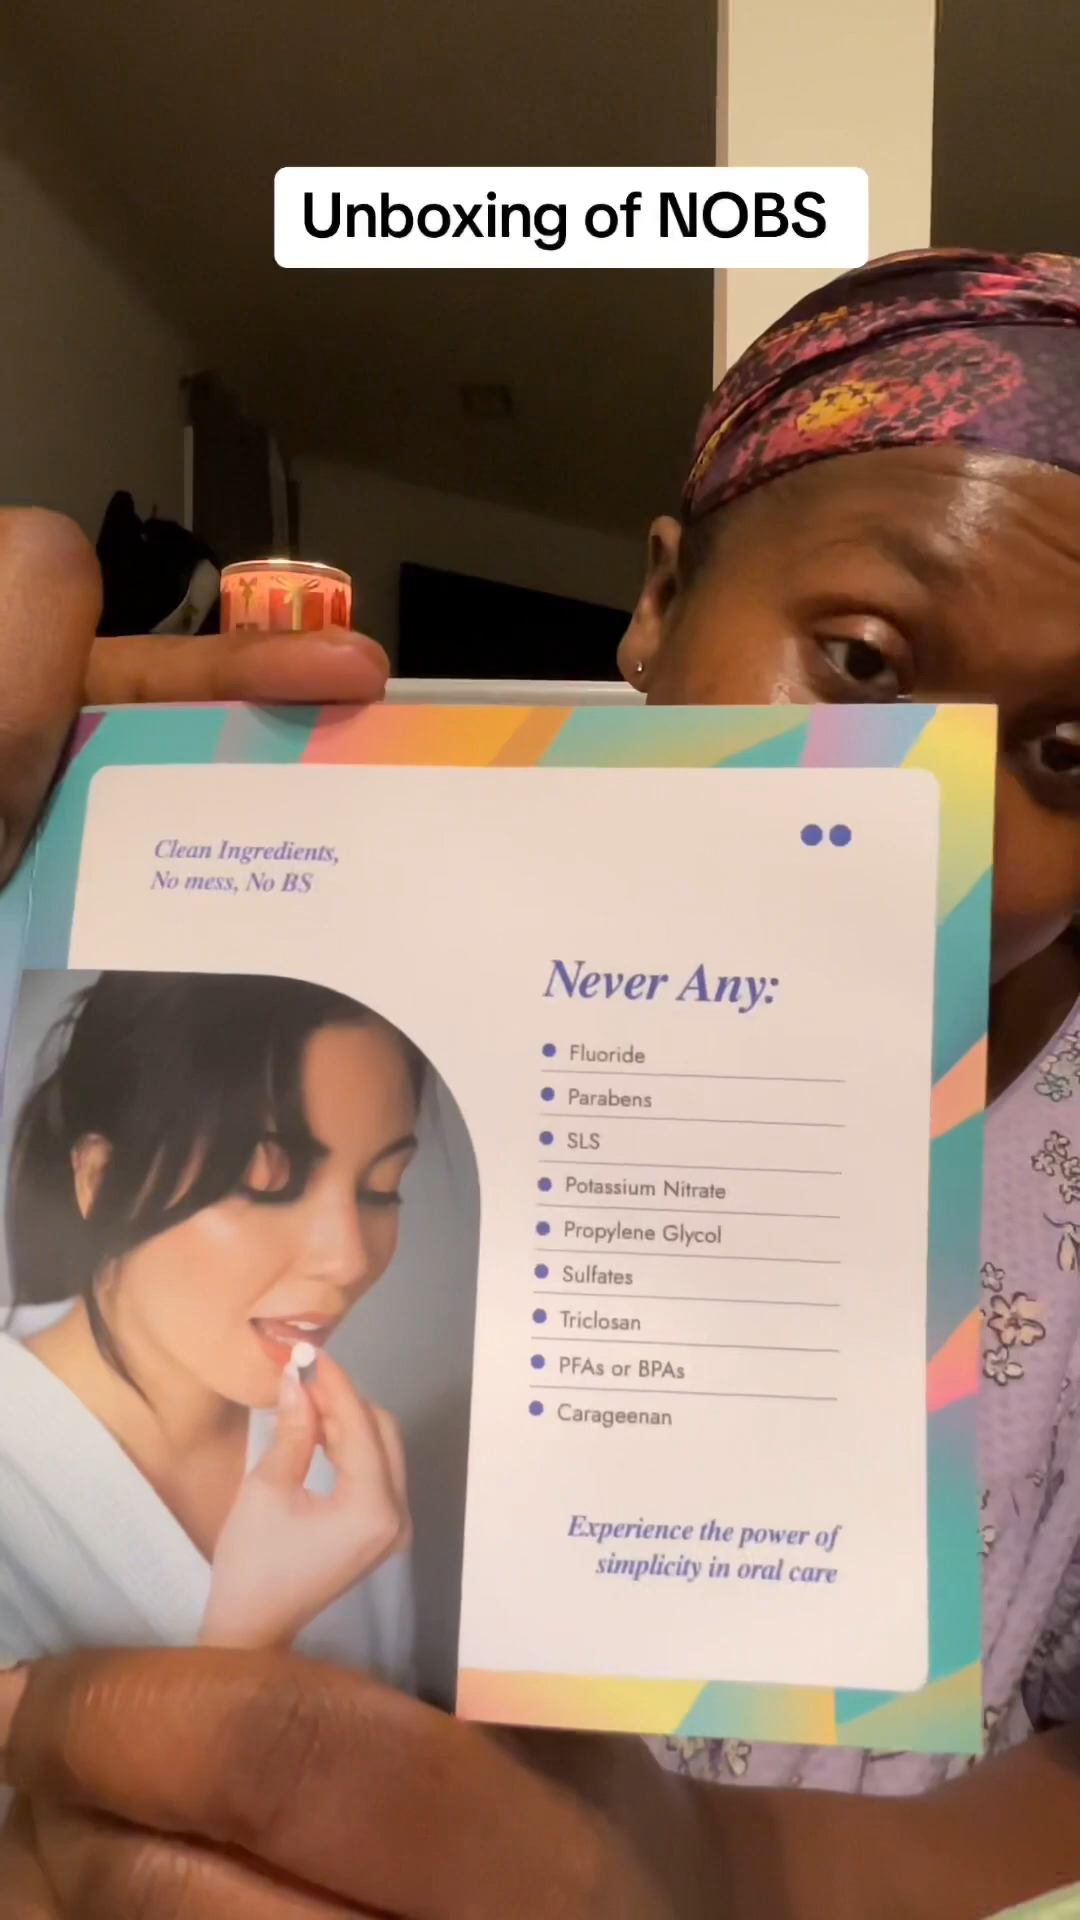 Unboxing of NOBS
Clean Ingredients,
No mess, No BS
Never Any:
Fluoride
Parabens
SLS
Potassium Nitrate
Propylene Glycol
Sulfates
Triclosan
PFAs or BPAs
Carageenan
Experience the power of
simplicity in oral care